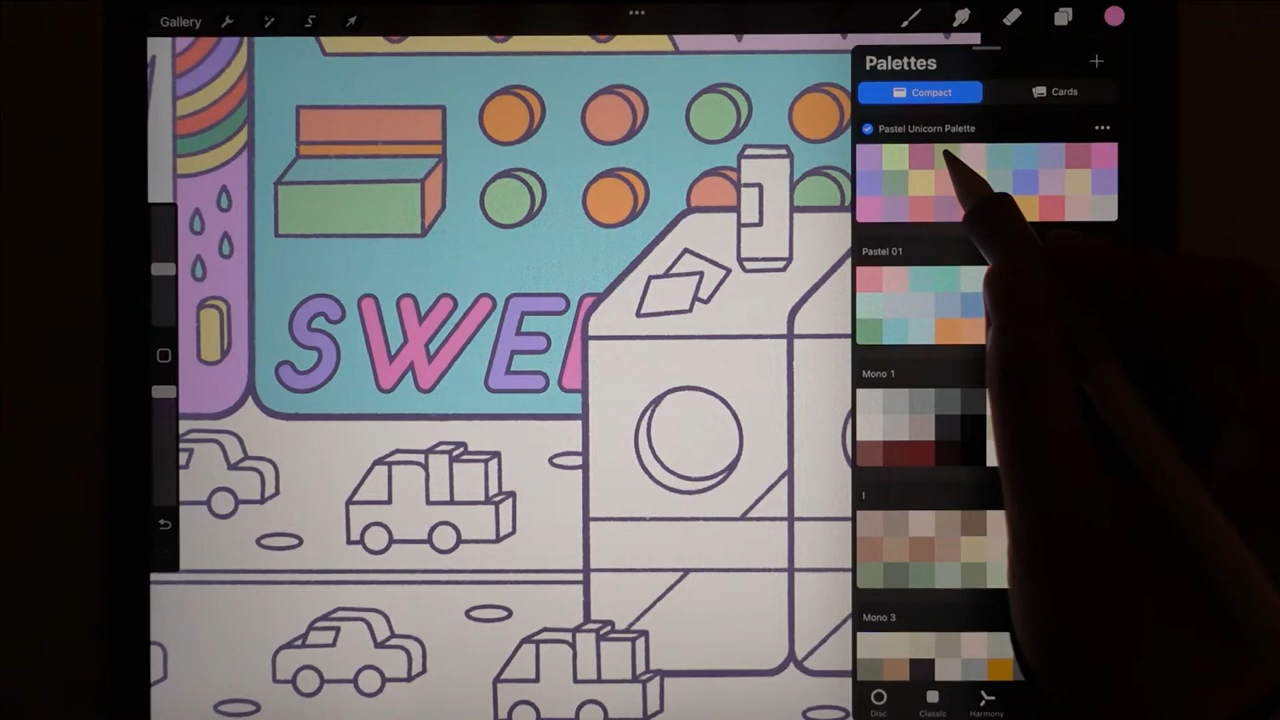 Gallery
Palettes
Compact
Cards
Pastel Unicorn Palette
Pastel 01
Mono 1
I
Mono 3
Disc
Classic
Harmony
SWE